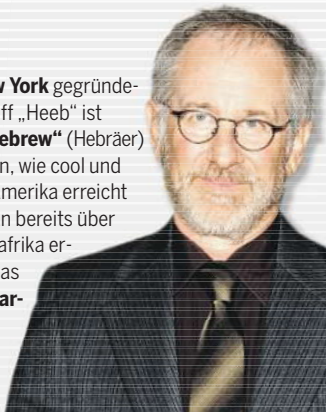 w York gegründe-
ff „Heeb“ ist
ebrew“ (Hebräer)
n, wie cool und
merika erreicht
n bereits über
afrika er-
as
ar-